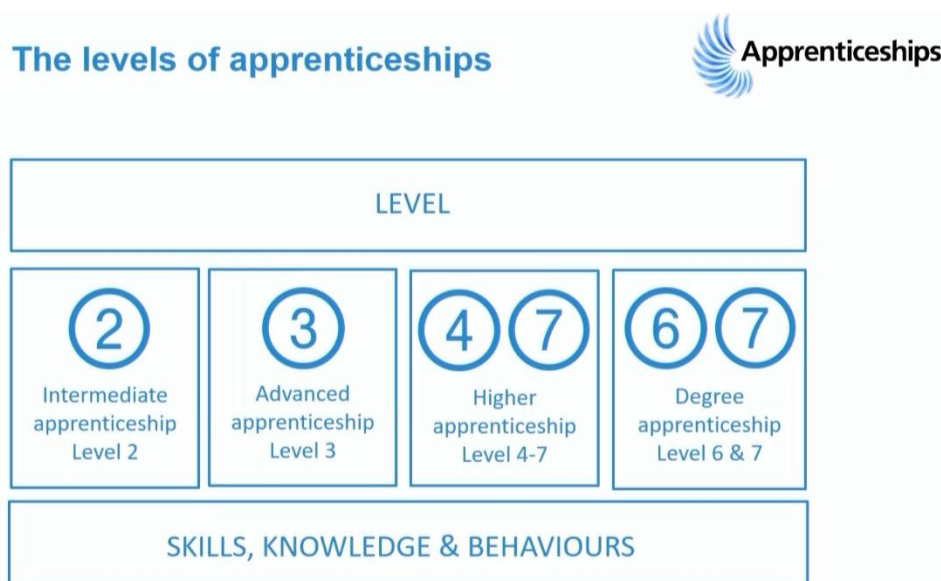 The levels of apprenticeships
Apprenticeships
LEVEL
2
Intermediate
apprenticeship
Level 2
3
Advanced
apprenticeship
Level 3
4 7
Higher
apprenticeship
Level 4-7
6 7
Degree
apprenticeship
Level 6 & 7
SKILLS, KNOWLEDGE & BEHAVIOURS